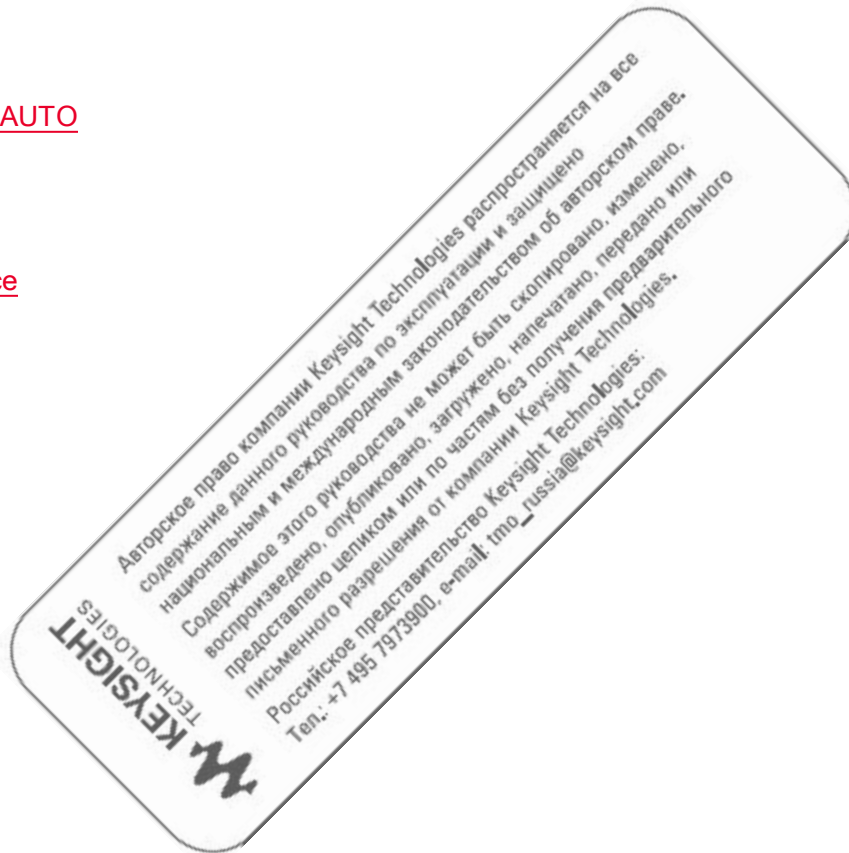 AUTO
ce
KEYSIGHT
TECHNOLOGIES
Авторское право компании Keysight Technologies распространяется на все
содержание данного руководства по эксплуатации и защищено
национальным и международным законодательством об авторском праве.
Содержимое этого руководства не может быть скопировано, изменено,
воспроизведено, опубликовано, загружено, напечатано, передано или
предоставлено целиком или по частям без получения предварительного
письменного разрешения от компании Keysight Technologies.
Российское представительство Keysight Technologies:
Тел.: +7 495 7973900, e-mail: tmo_russia@keysight.com